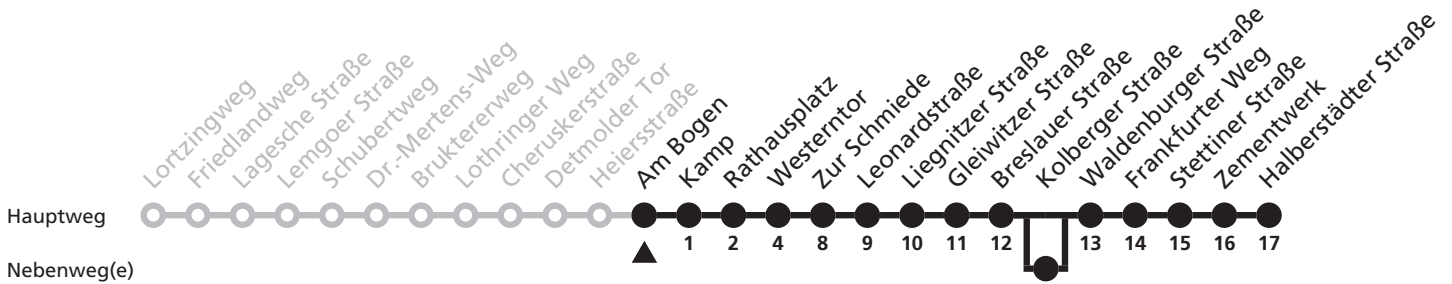 Lortzingweg
Friedlandweg
Lagesche Straße
Lemgoer Straße
Schubertweg
Dr.-Mertens-Weg
Bruktererweg
Lothringer Weg
Cheruskerstraße
Detmolder Tor
Heiersstraße
Am Bogen
Kamp
Rathausplatz
Westerntor
Zur Schmiede
Leonardstraße
Liegnitzer Straße
Gleiwitzer Straße
Breslauer Straße
Kolberger Straße
Waldenburger Straße
Frankfurter Weg
Stettiner Straße
Zementwerk
Halberstädter Straße
Hauptweg
1 2 4 8 9 10 11 12 13 14 15 16 17
Nebenweg(e)